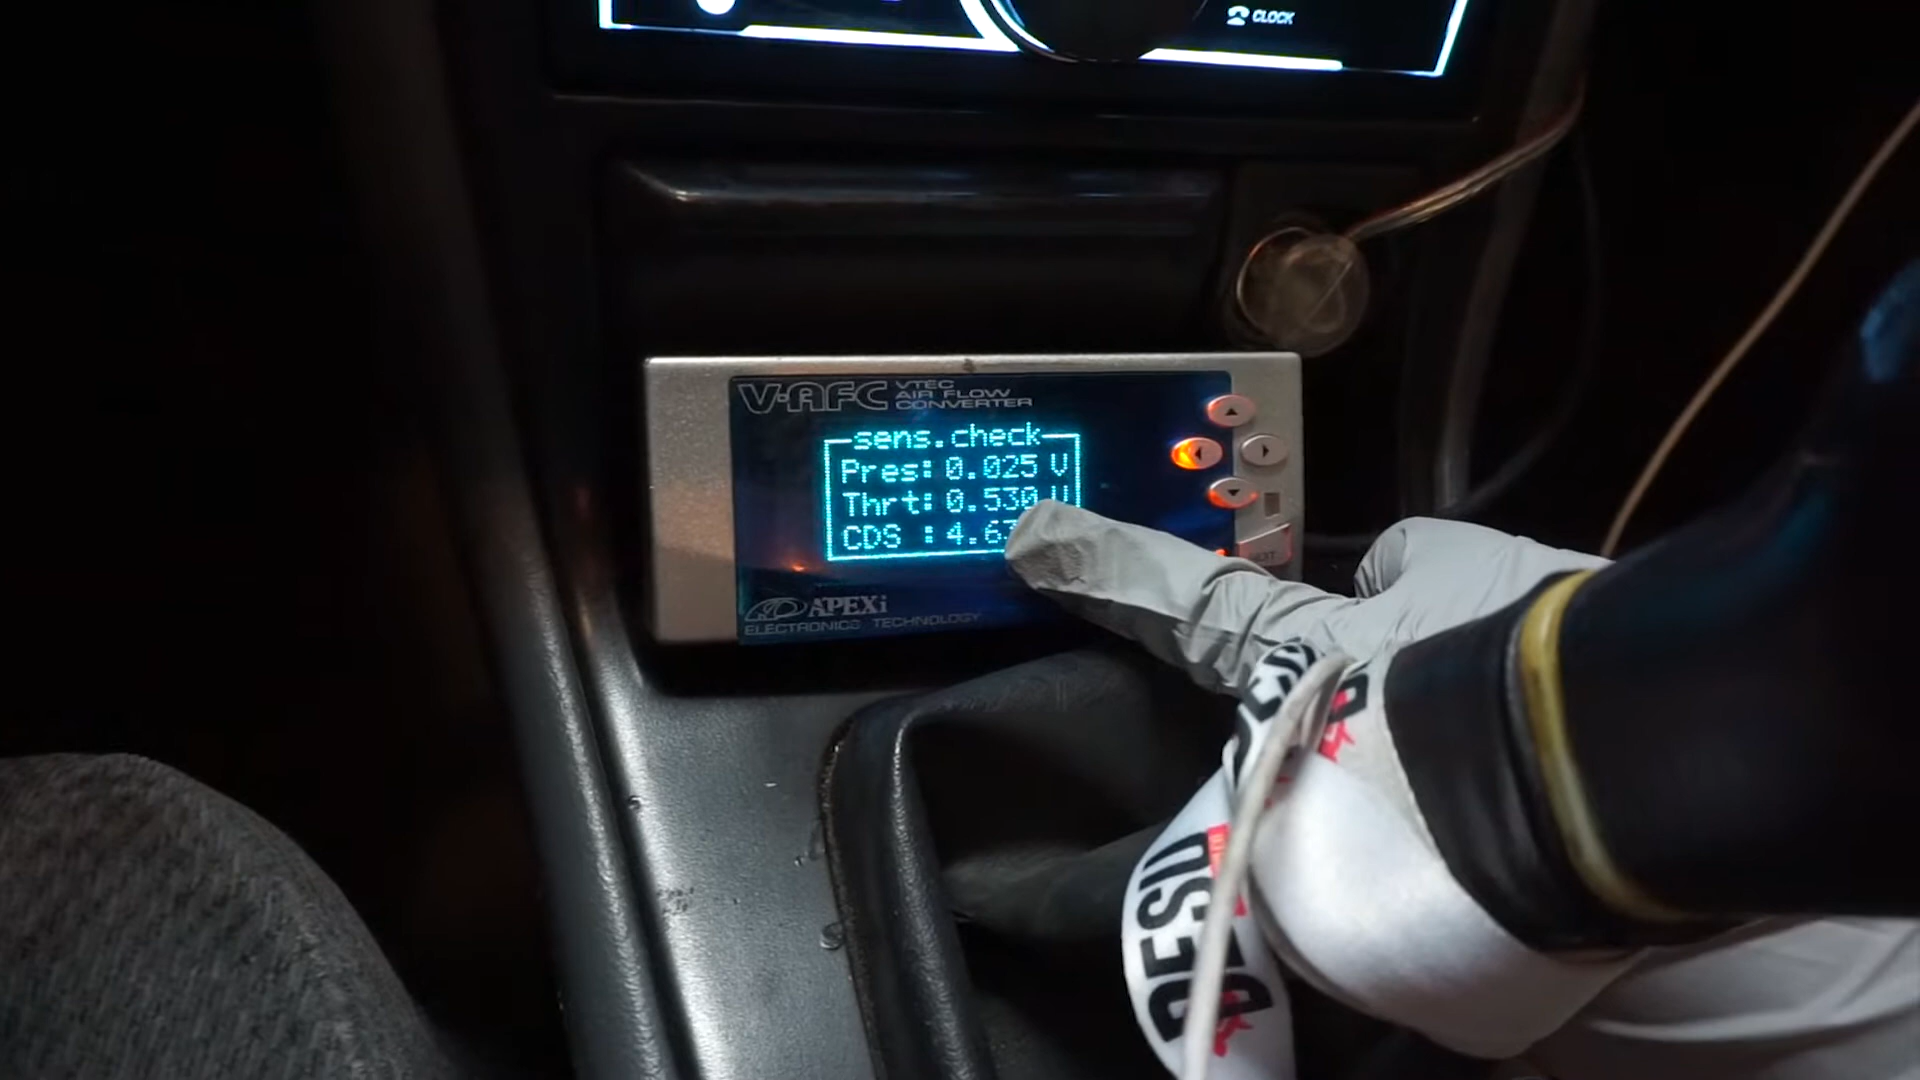 CLOCK
V·AFC VTEC
AIR FLOW
CONVERTER
sens.check
Pres: 0.025 V
Thrt: 0.530 V
CDS : 4.6
APEXi
ELECTRONICS TECHNOLOGY
NEXT